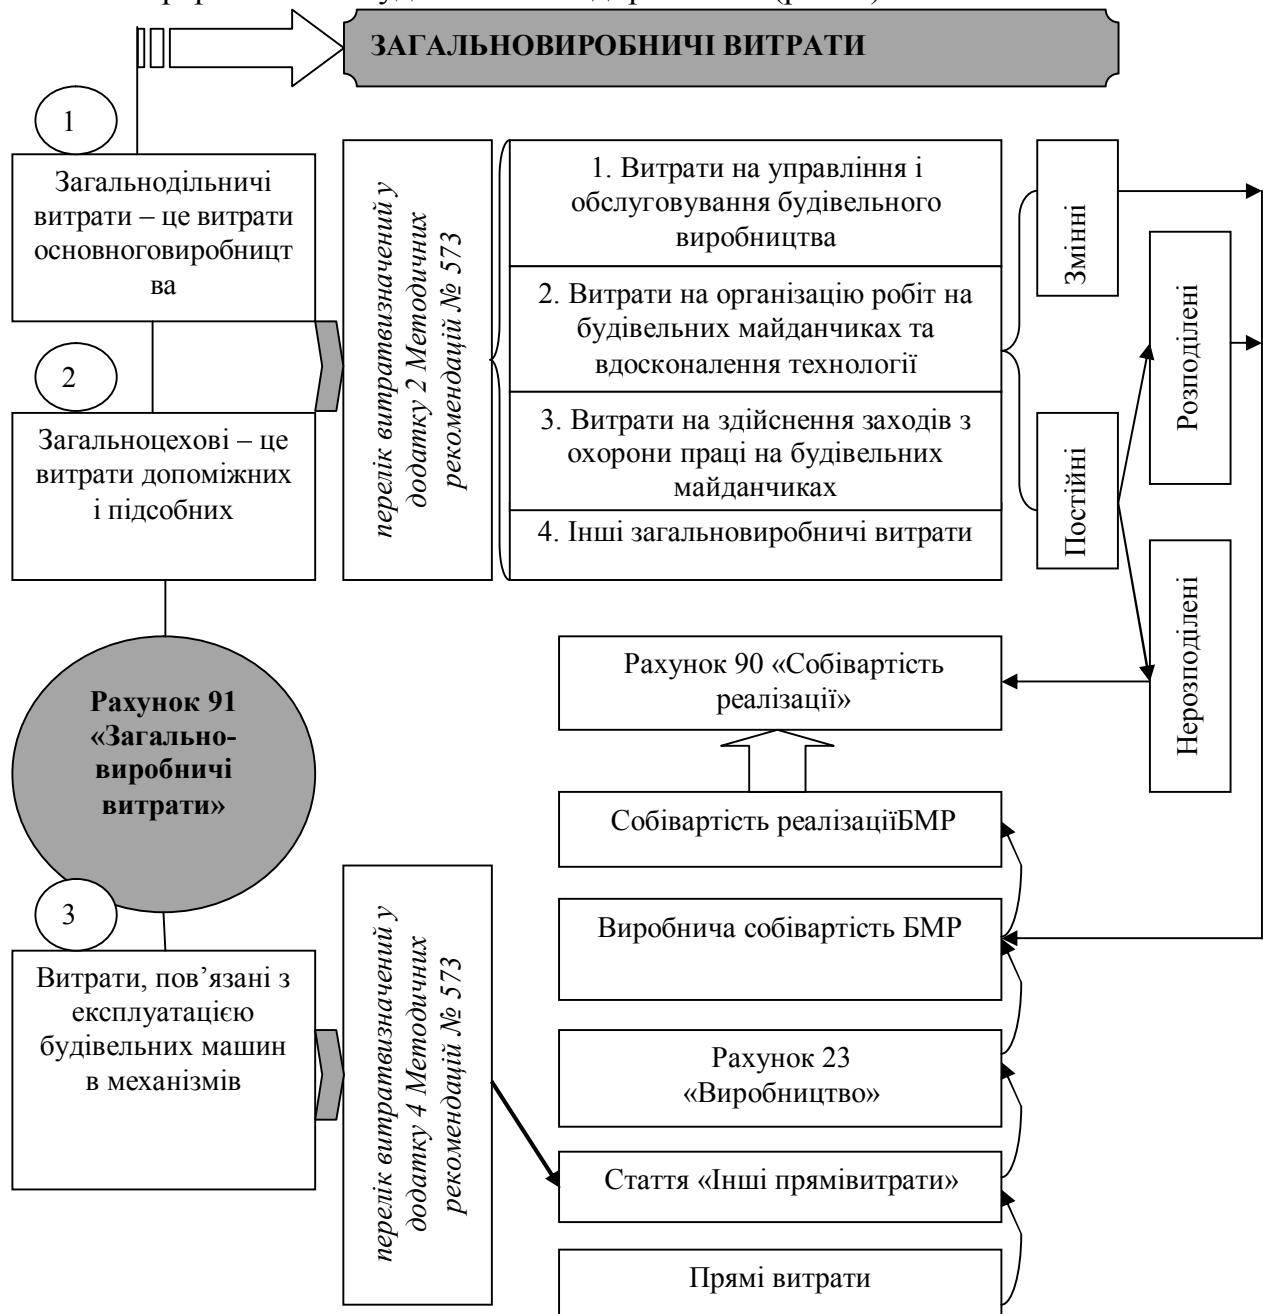 ЗАГАЛЬНОВИРОБНИЧІ ВИТРАТИ
1
Загальнодільничі
витрати – це витрати
основноговиробницт
ва
2
Загальноцехові – це
витрати допоміжних
і підсобних
перелік витратвизначений у
додатку 2 Методичних
рекомендацій № 573
1. Витрати на управління і
обслуговування будівельного
виробництва
2. Витрати на організацію робіт на
будівельних майданчиках та
вдосконалення технології
3. Витрати на здійснення заходів з
охорони праці на будівельних
майданчиках
4. Інші загальновиробничі витрати
Змінні
Постійні
Розподілені
Нерозподілені
Рахунок 91
«Загально-
виробничі
витрати»
Рахунок 90 «Собівартість
реалізації»
Собівартість реалізаціїБМР
Виробнича собівартість БМР
Рахунок 23
«Виробництво»
Стаття «Інші прямівитрати»
Прямі витрати
3
Витрати, пов’язані з
експлуатацією
будівельних машин
в механізмів
перелік витратвизначений у
додатку 4 Методичних
рекомендацій № 573